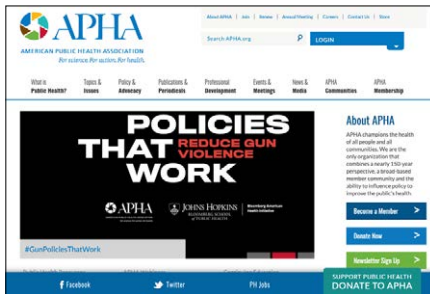 APHA
AMERICAN PUBLIC HEALTH ASSOCIATION
For science. For action. For health.
About APHA | Join | Renew | Annual Meeting | Careers | Contact Us | Store
Search APHA.org
LOGIN
What is Public Health?
Topics & Issues
Policy & Advocacy
Publications & Periodicals
Professional Development
Events & Meetings
News & Media
APHA Communities
APHA Membership
POLICIES
THAT REDUCE GUN VIOLENCE
WORK
APHA
JOHNS HOPKINS
BLOOMBERG SCHOOL of PUBLIC HEALTH
Bloomberg American Health Initiative
#GunPoliciesThatWork
About APHA
APHA champions the health
of all people and all
communities. We are the
only organization that
combines a nearly 150-year
perspective, a broad-based
member community and the
ability to influence policy to
improve the public's health.
Become a Member >
Donate Now >
Newsletter Sign Up >
Facebook
Twitter
PH Jobs
SUPPORT PUBLIC HEALTH
DONATE TO APHA